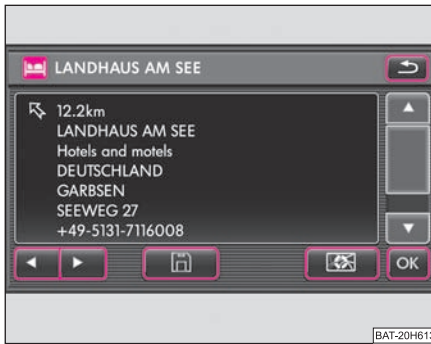 LANDHAUS AM SEE
12.2km
LANDHAUS AM SEE
Hotels and motels
DEUTSCHLAND
GARBSEN
SEEWEG 27
+49-5131-7116008
OK
BAT-20H613